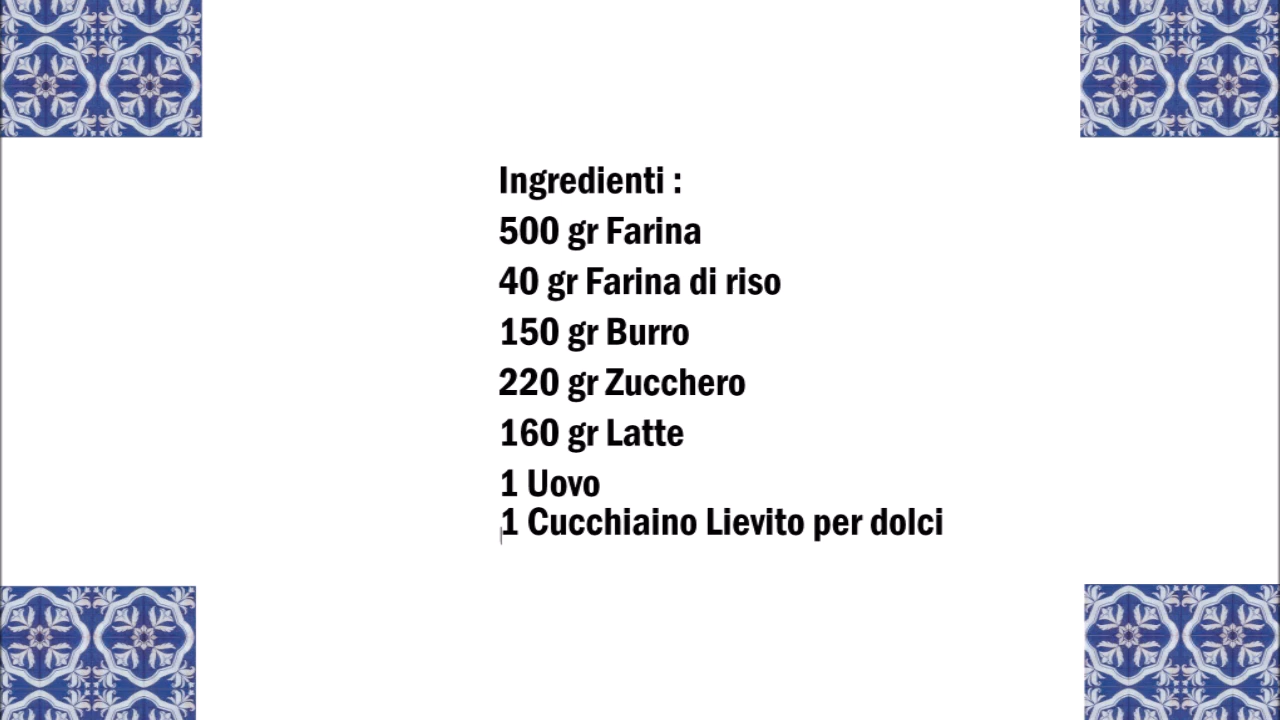 Ingredienti :
500 gr Farina
40 gr Farina di riso
150 gr Burro
220 gr Zucchero
160 gr Latte
1 Uovo
1 Cucchiaino Lievito per dolci